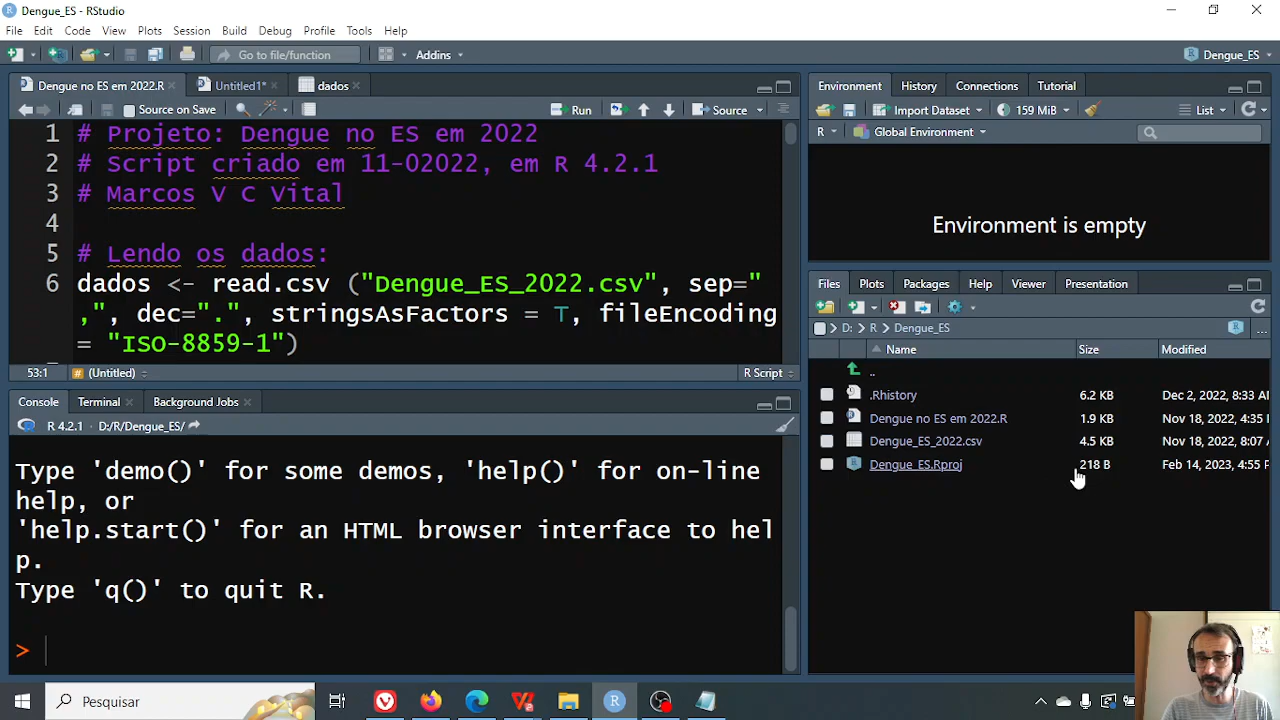 Dengue_ES - RStudio
File Edit Code View Plots Session Build Debug Profile Tools Help
Go to file/function Addins Dengue_ES
Dengue no ES em 2022.R Untitled1* dados
Source on Save Run Source
1 # Projeto: Dengue no ES em 2022
2 # Script criado em 11-02022, em R 4.2.1
3 # Marcos V C Vital
4
5 # Lendo os dados:
6 dados <- read.csv ("Dengue_ES_2022.csv", sep="
,", dec=".", stringsAsFactors = T, fileEncoding
= "ISO-8859-1")
53:1 # (Untitled) R Script
Console Terminal Background Jobs
R 4.2.1 · D:/R/Dengue_ES/
Type 'demo()' for some demos, 'help()' for on-line
help, or
'help.start()' for an HTML browser interface to hel
p.
Type 'q()' to quit R.
>
Environment History Connections Tutorial
Import Dataset 159 MiB List
R Global Environment
Environment is empty
Files Plots Packages Help Viewer Presentation
D: > R > Dengue_ES ...
Name Size Modified
..
.Rhistory 6.2 KB Dec 2, 2022, 8:33 A
Dengue no ES em 2022.R 1.9 KB Nov 18, 2022, 4:35
Dengue_ES_2022.csv 4.5 KB Nov 18, 2022, 8:07
Dengue_ES.Rproj 218 B Feb 14, 2023, 4:55
Pesquisar